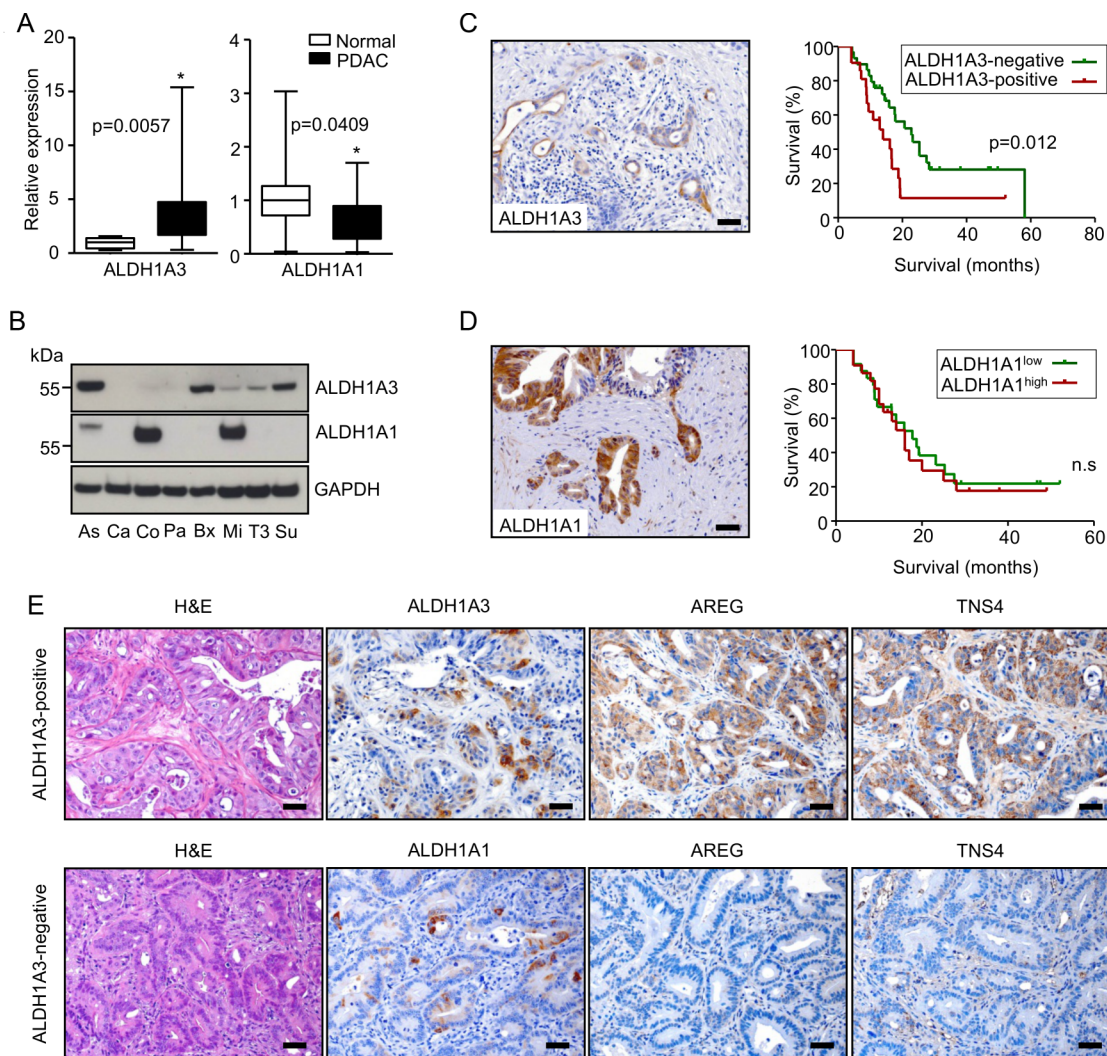 A
Relative expression
20
15
10
5
0
p=0.0057
*
ALDH1A3
4
3
2
1
0
Normal
PDAC
p=0.0409
*
ALDH1A1
B
kDa
55
ALDH1A3
55
ALDH1A1
GAPDH
As Ca Co Pa Bx Mi T3 Su
C
ALDH1A3
Survival (%)
100
80
60
40
20
0
ALDH1A3-negative
ALDH1A3-positive
p=0.012
0 20 40 60 80
Survival (months)
D
ALDH1A1
Survival (%)
100
80
60
40
20
0
ALDH1A1low
ALDH1A1high
n.s
0 20 40 60
Survival (months)
E
H&E ALDH1A3 AREG TNS4
ALDH1A3-positive
H&E ALDH1A1 AREG TNS4
ALDH1A3-negative